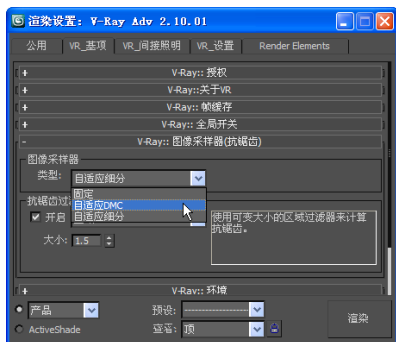 渲染设置: V-Ray Adv 2.10.01
公用 VR_基项 VR_间接照明 VR_设置 Render Elements
+ V-Ray:: 授权
+ V-Ray::关于VR
+ V-Ray:: 帧缓存
+ V-Ray:: 全局开关
- V-Ray:: 图像采样器(抗锯齿)
图像采样器
类型: 自适应细分
固定
自适应DMC
自适应细分
抗锯齿过
开启
使用可变大小的区域过滤器来计算
抗锯齿。
大小: 1.5
+ V-Ray:: 环境
产品 预设: 渲染
ActiveShade 查看: 顶